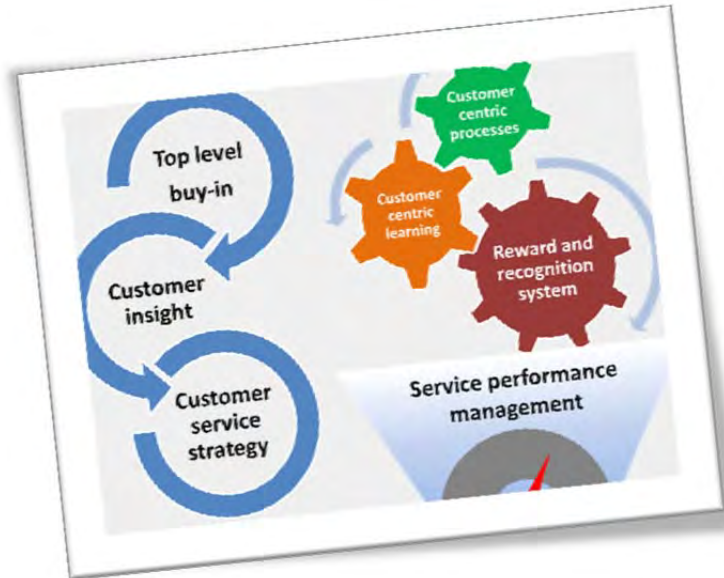 Top level
buy-in
Customer
insight
Customer
service
strategy
Customer
centric
processes
Customer
centric
learning
Reward and
recognition
system
Service performance
management